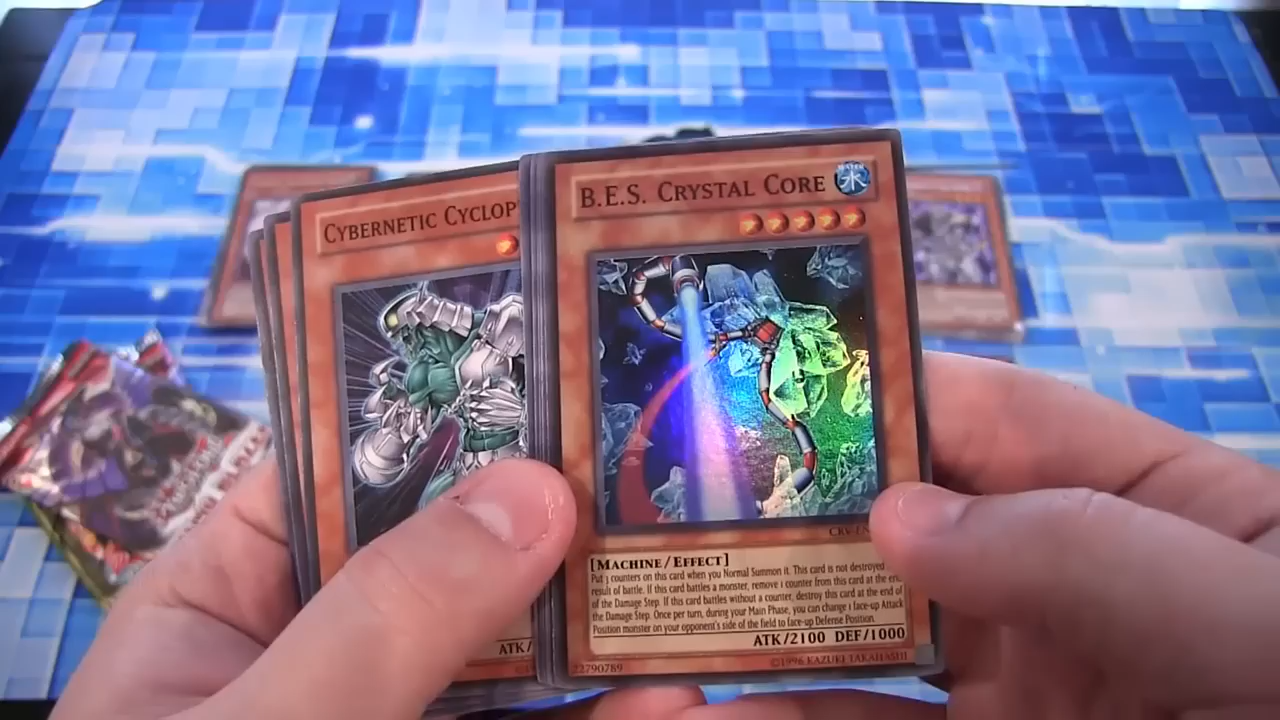 CYBERNETIC CYCLOP
ATK/
B.E.S. CRYSTAL CORE
WATER
水
CRV-EN
[MACHINE/EFFECT]
Put 3 counters on this card when you Normal Summon it. This card is not destroyed
result of battle. If this card battles a monster, remove 1 counter from this card at the end
of the Damage Step. If this card battles without a counter, destroy this card at the end of
the Damage Step. Once per turn, during your Main Phase, you can change 1 face-up Attack
Position monster on your opponent's side of the field to face-up Defense Position.
ATK/2100 DEF/1000
22790789
©1996 KAZUKI TAKAHASHI